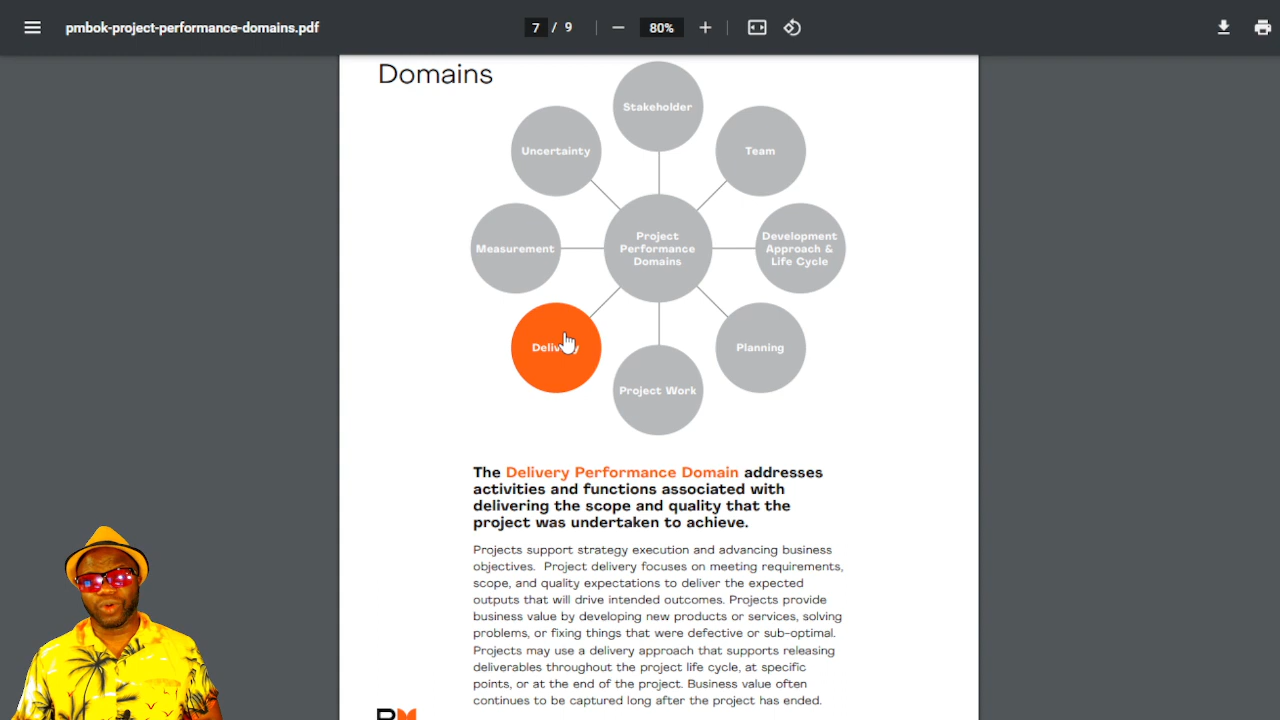 pmbok-project-performance-domains.pdf
7 / 9
80%
Domains
Stakeholder
Uncertainty
Team
Measurement
Project
Performance
Domains
Development
Approach &
Life Cycle
Planning
Project Work
The Delivery Performance Domain addresses
activities and functions associated with
delivering the scope and quality that the
project was undertaken to achieve.
Projects support strategy execution and advancing business
objectives.  Project delivery focuses on meeting requirements,
scope, and quality expectations to deliver the expected
outputs that will drive intended outcomes. Projects provide
business value by developing new products or services, solving
problems, or fixing things that were defective or sub-optimal.
Projects may use a delivery approach that supports releasing
deliverables throughout the project life cycle, at specific
points, or at the end of the project. Business value often
continues to be captured long after the project has ended.